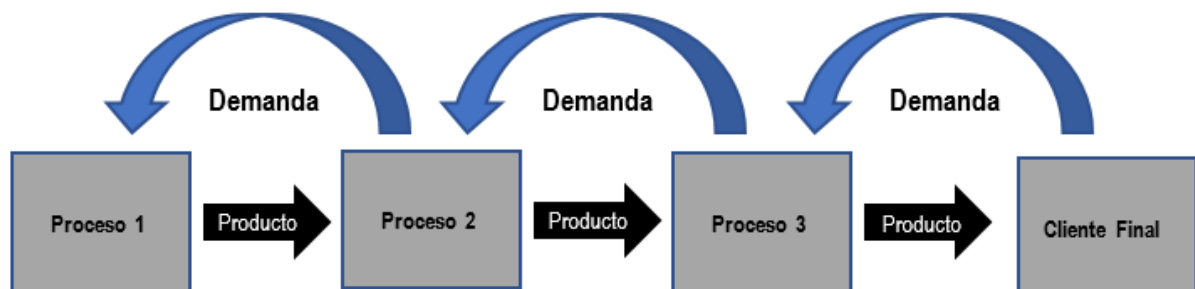 Demanda
Demanda
Demanda
Proceso 1
Producto
Proceso 2
Producto
Proceso 3
Producto
Cliente Final